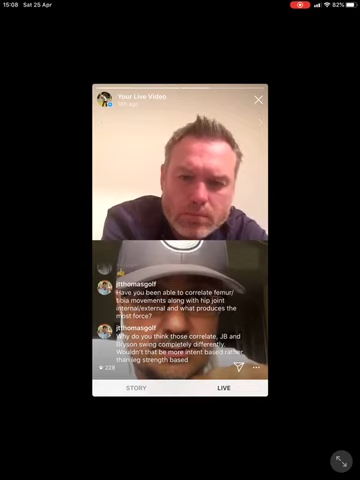 15:08 Sat 25 Apr
82%
Your Live Video
jtthomasgolf
Have you been able to correlate femur/
tibia movements along with hip joint
internal/external and what produces the
most force?
jtthomasgolf
Why do you think those correlate, JB and
Bryson swing completely differently.
Wouldn't that be more intent based rather
than leg strength based
228
STORY
LIVE